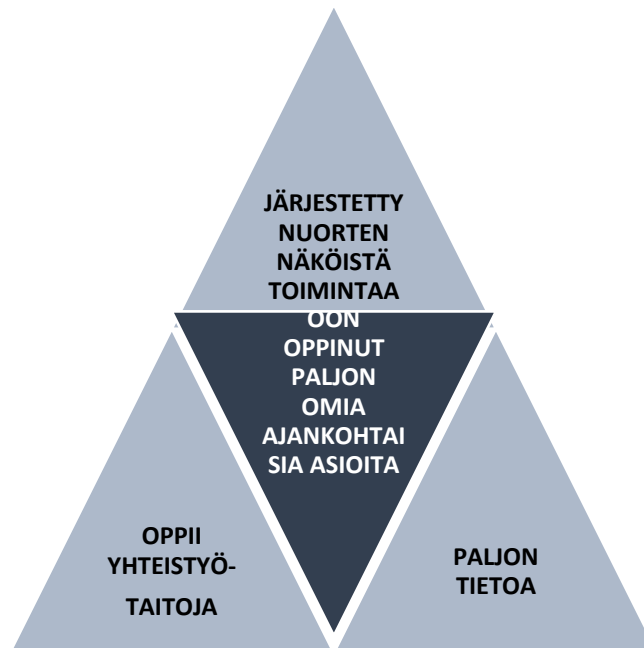 JÄRJESTETTY
NUORTEN
NÄKÖISTÄ
TOIMINTAA
OON
OPPINUT
PALJON
OMIA
AJANKOHTAI
SIA ASIOITA
OPPII
YHTEISTYÖ-
TAITOJA
PALJON
TIETOA